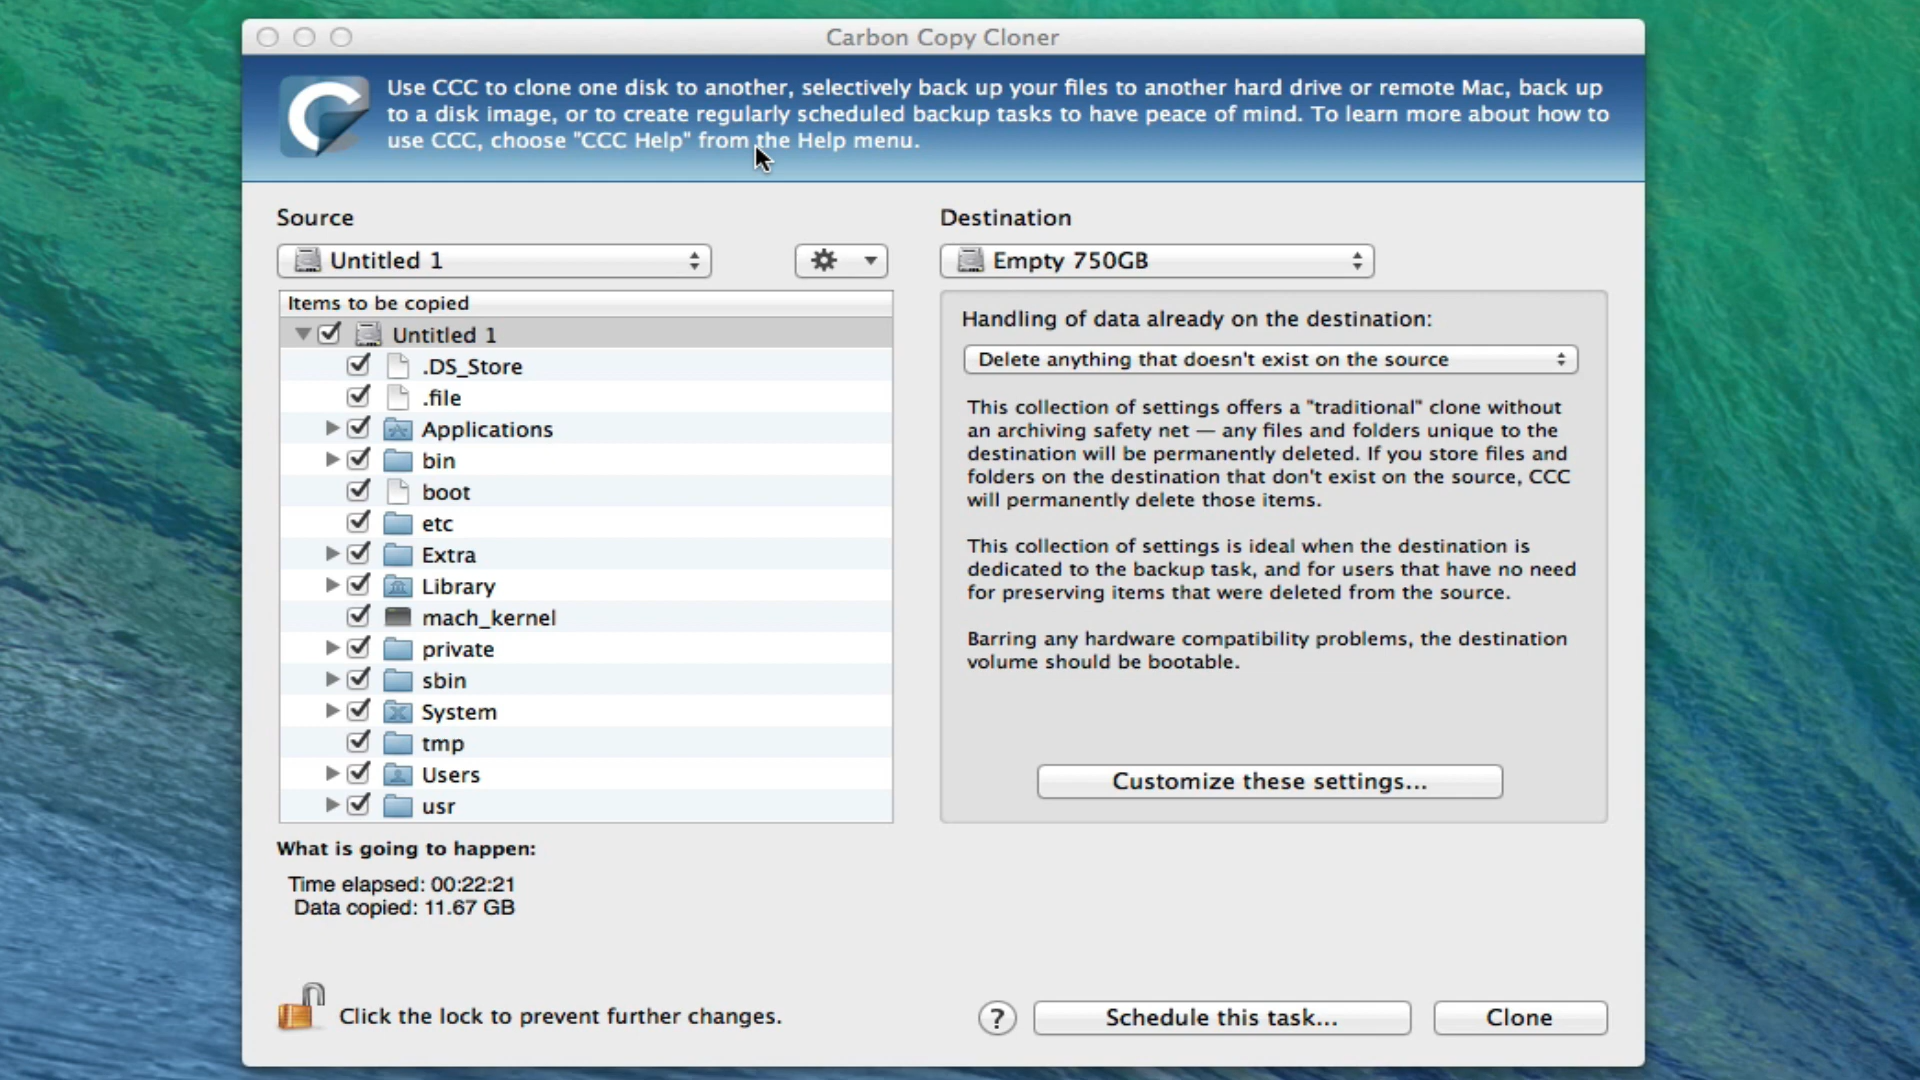 Carbon Copy Cloner
Use CCC to clone one disk to another, selectively back up your files to another hard drive or remote Mac, back up
to a disk image, or to create regularly scheduled backup tasks to have peace of mind. To learn more about how to
use CCC, choose "CCC Help" from the Help menu.
Source
Untitled 1
Items to be copied
Untitled 1
.DS_Store
.file
Applications
bin
boot
etc
Extra
Library
mach_kernel
private
sbin
System
tmp
Users
usr
Destination
Empty 750GB
Handling of data already on the destination:
Delete anything that doesn't exist on the source
This collection of settings offers a "traditional" clone without
an archiving safety net — any files and folders unique to the
destination will be permanently deleted. If you store files and
folders on the destination that don't exist on the source, CCC
will permanently delete those items.
This collection of settings is ideal when the destination is
dedicated to the backup task, and for users that have no need
for preserving items that were deleted from the source.
Barring any hardware compatibility problems, the destination
volume should be bootable.
Customize these settings...
What is going to happen:
Time elapsed: 00:22:21
Data copied: 11.67 GB
Click the lock to prevent further changes.
?
Schedule this task...
Clone